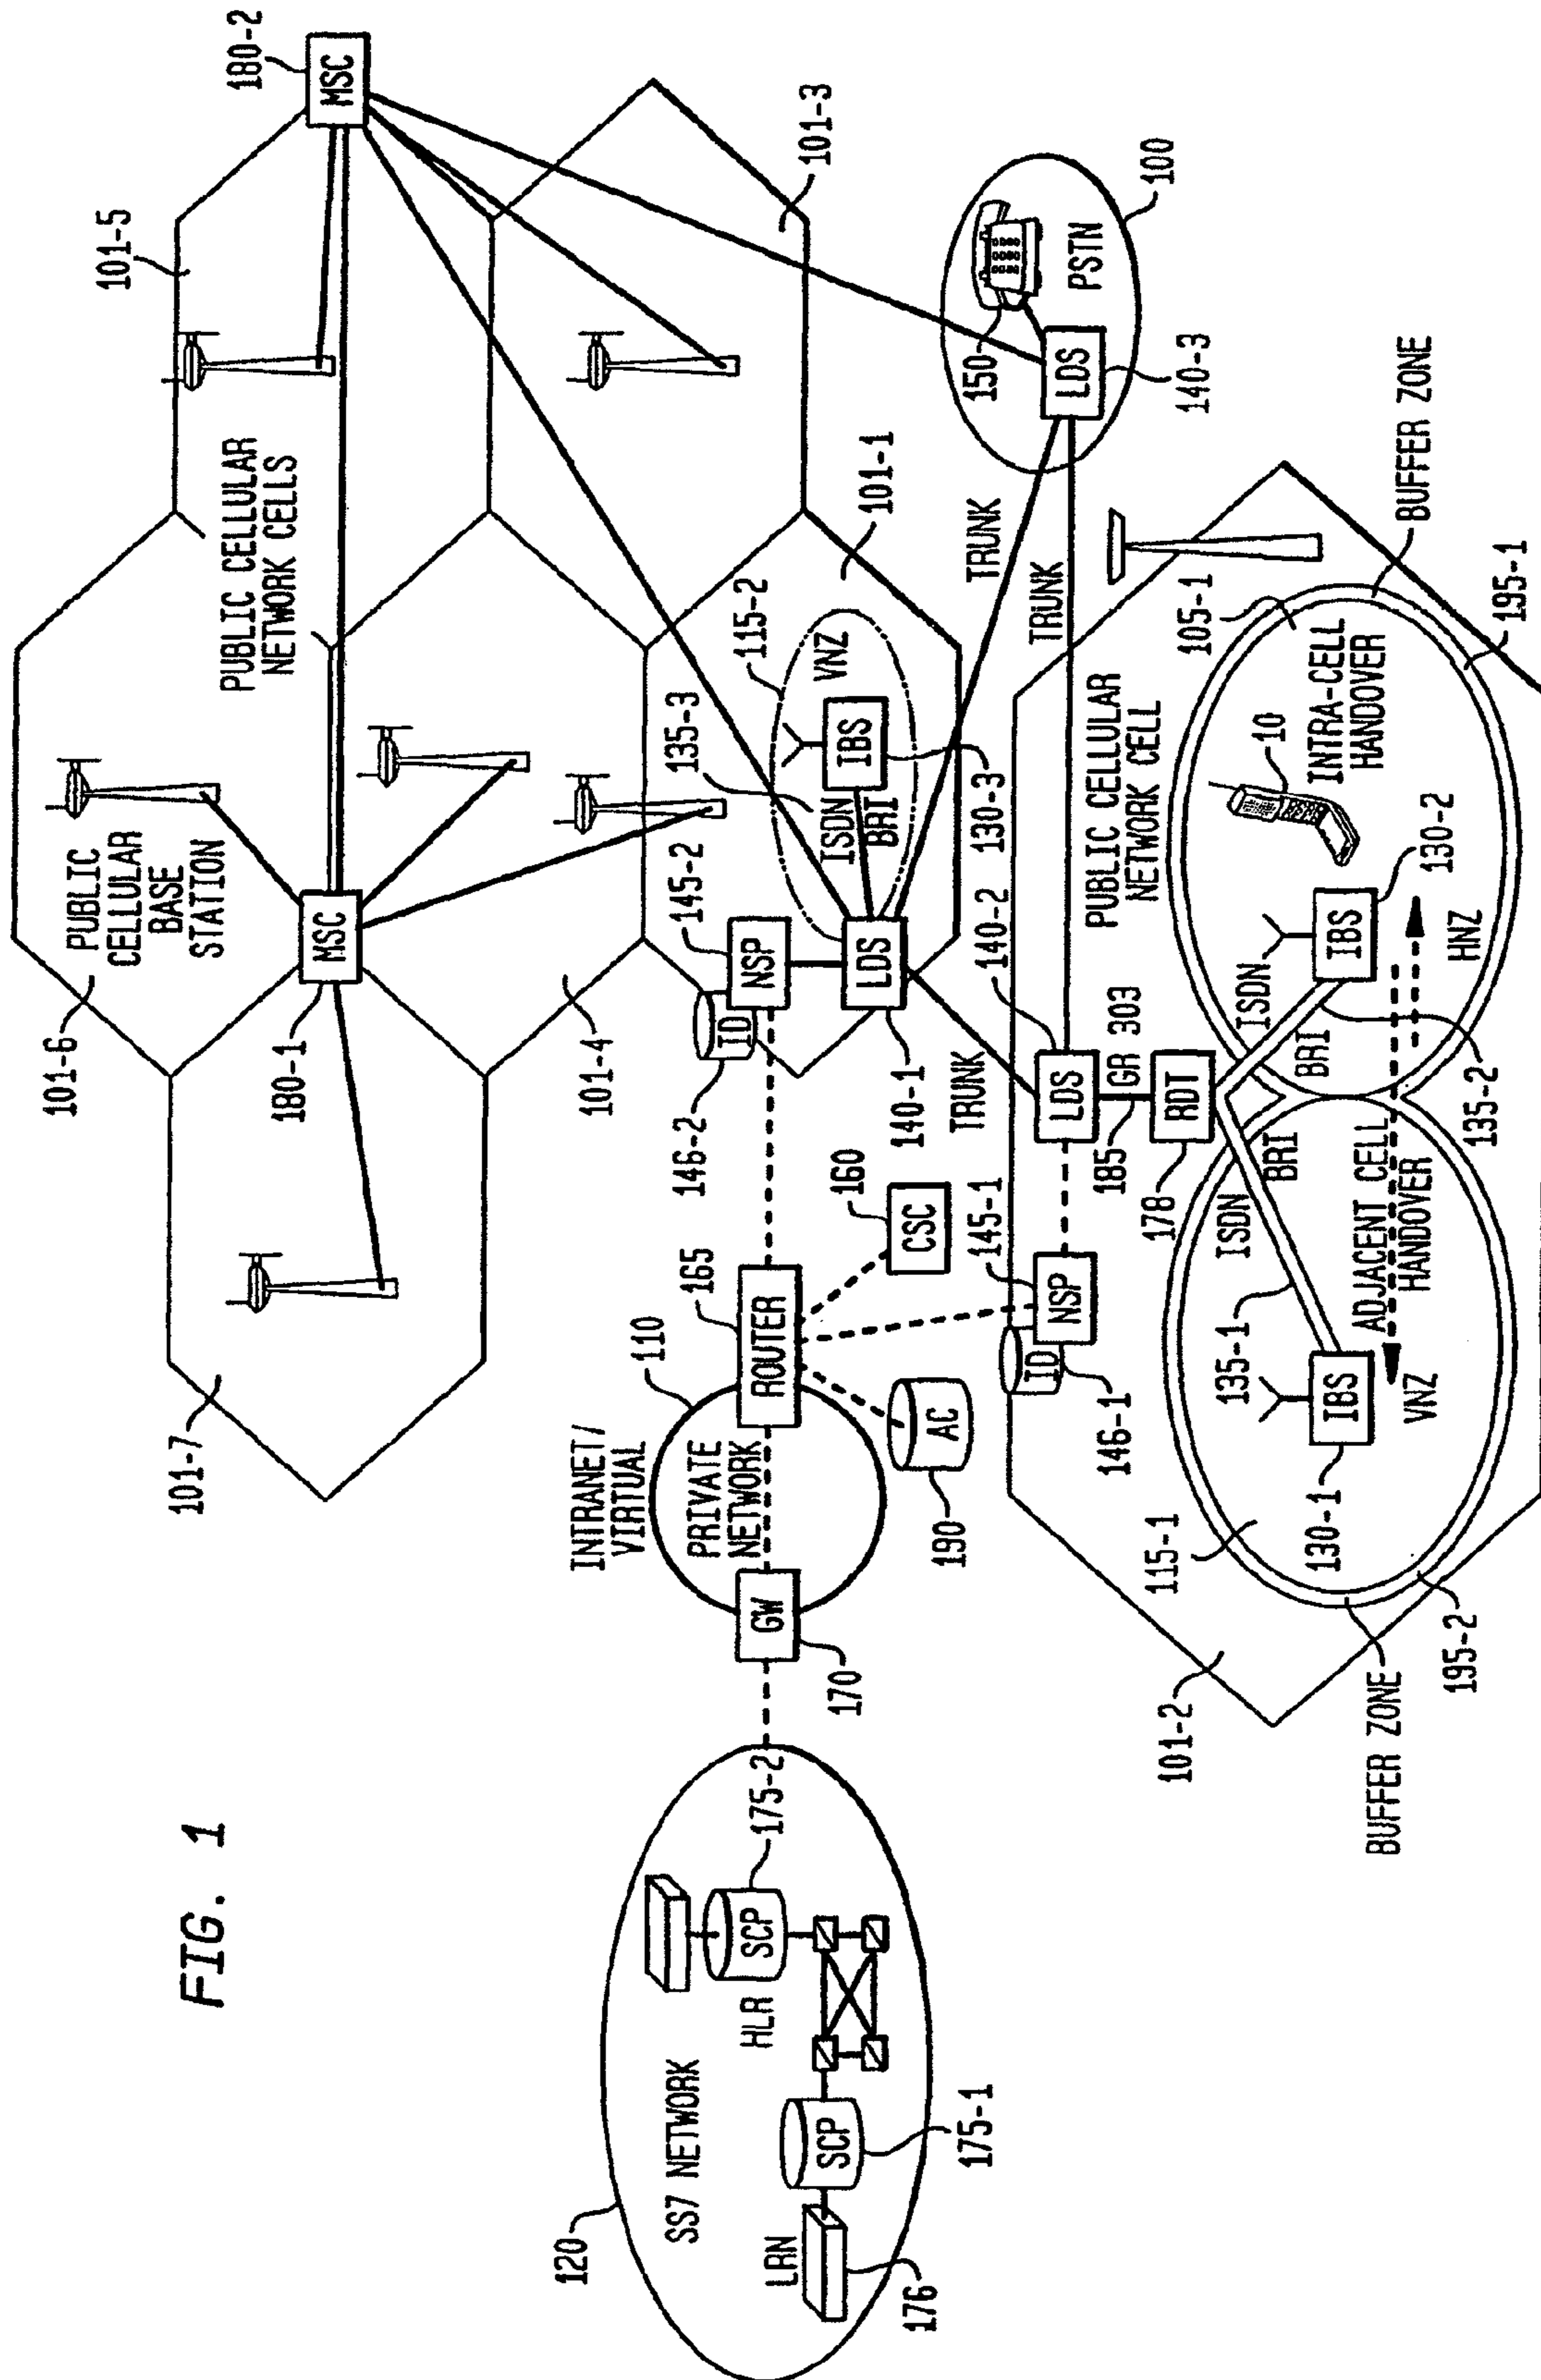 FIG. 1
120
SS7 NETWORK
LRN
176
SCP
175-1
HLR
SCP
175-2
GW
170
INTRANET/
VIRTUAL
PRIVATE
NETWORK
110
ROUTER
165
AC
190
CSC
160
101-7
101-6
PUBLIC
CELLULAR
BASE
STATION
MSC
180-1
101-4
PUBLIC CELLULAR
NETWORK CELLS
101-5
MSC
180-2
101-3
101-1
ID
146-2
NSP
145-2
LDS
140-1
135-3
115-2
VNZ
ISDN
BRI
IBS
130-3
TRUNK
TRUNK
TRUNK
150
PSTN
100
LDS
140-3
101-2
ID
146-1
NSP
145-1
LDS
140-2
GR 303
185
RDT
178
PUBLIC CELLULAR
NETWORK CELL
115-1
135-1
ISDN
BRI
IBS
130-1
VNZ
ADJACENT CELL
HANDOVER
BUFFER ZONE
195-2
ISDN
BRI
135-2
IBS
130-2
HNZ
10
INTRA-CELL
HANDOVER
105-1
195-1
BUFFER ZONE